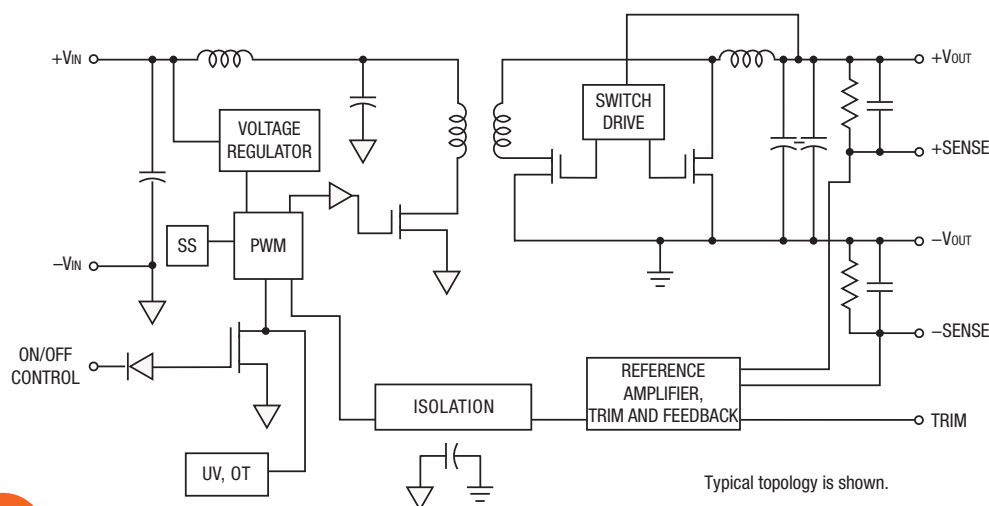 +VIN
+VOUT
SWITCH
DRIVE
VOLTAGE
REGULATOR
+SENSE
SS
PWM
−VIN
−VOUT
−SENSE
ON/OFF
CONTROL
REFERENCE
AMPLIFIER,
TRIM AND FEEDBACK
ISOLATION
TRIM
UV, OT
Typical topology is shown.